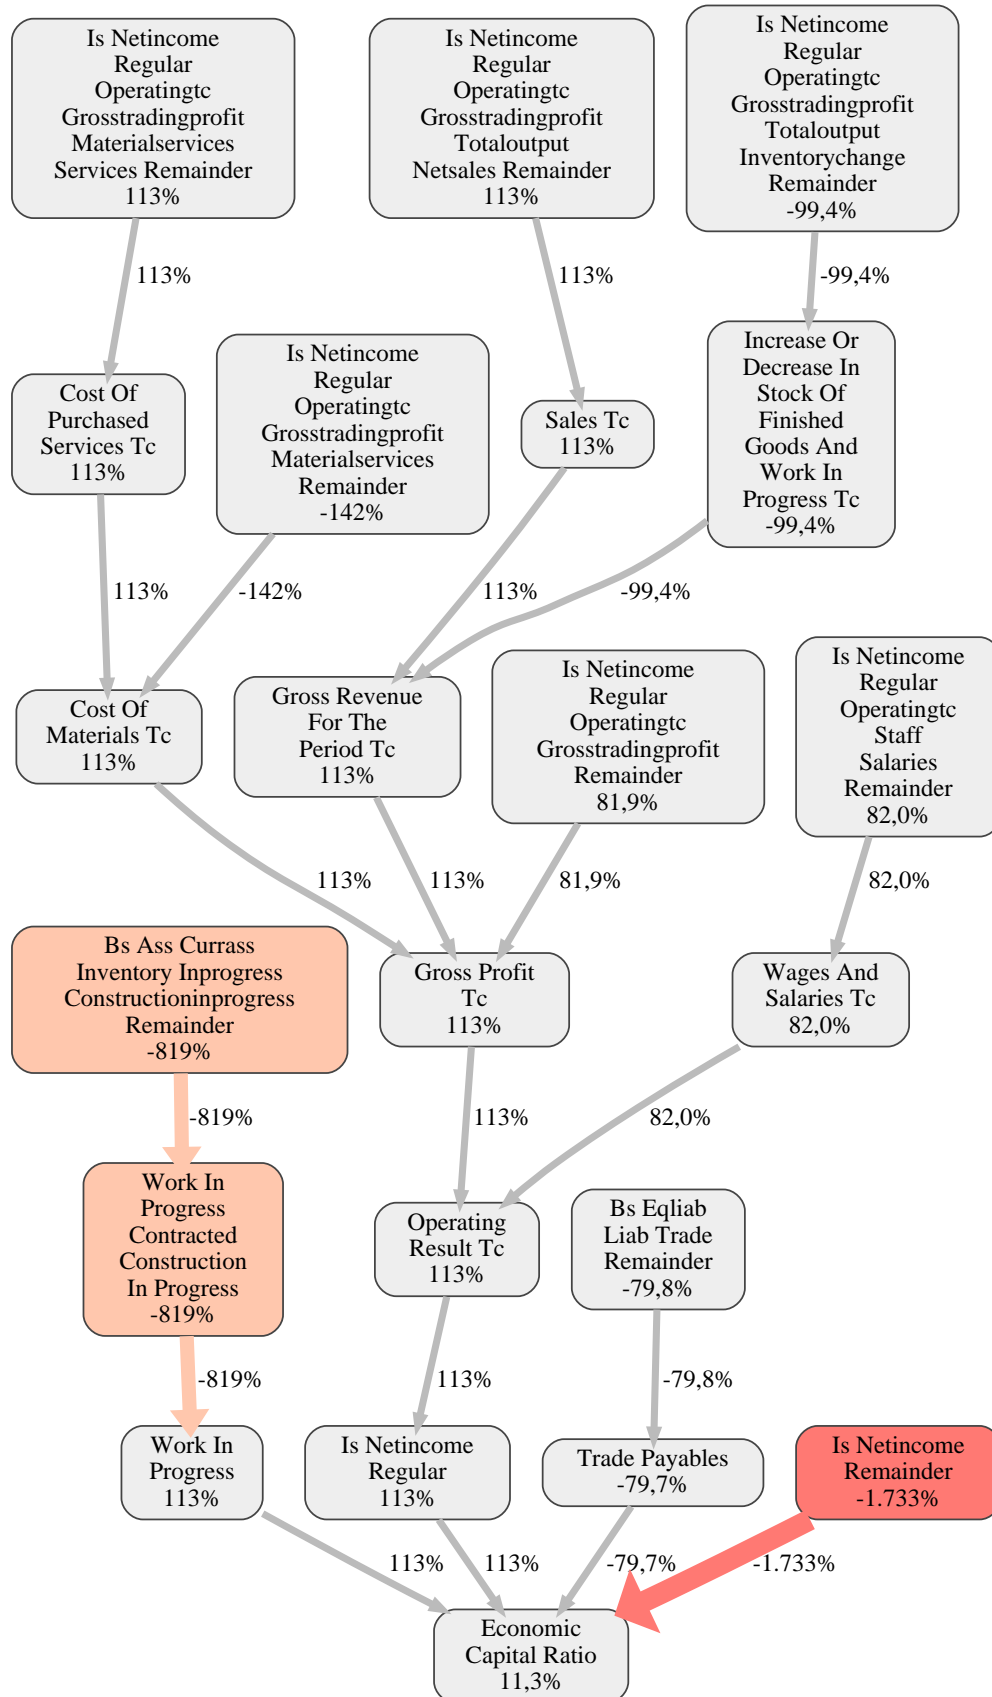 Is Netincome
Regular
Operatingtc
Grosstradingprofit
Materialservices
Services Remainder
113%
Is Netincome
Regular
Operatingtc
Grosstradingprofit
Totaloutput
Netsales Remainder
113%
Is Netincome
Regular
Operatingtc
Grosstradingprofit
Totaloutput
Inventorychange
Remainder
-99,4%
113%
113%
-99,4%
Cost Of
Purchased
Services Tc
113%
Is Netincome
Regular
Operatingtc
Grosstradingprofit
Materialservices
Remainder
-142%
Sales Tc
113%
Increase Or
Decrease In
Stock Of
Finished
Goods And
Work In
Progress Tc
-99,4%
113%
-142%
113%
-99,4%
Cost Of
Materials Tc
113%
Gross Revenue
For The
Period Tc
113%
Is Netincome
Regular
Operatingtc
Grosstradingprofit
Remainder
81,9%
Is Netincome
Regular
Operatingtc
Staff
Salaries
Remainder
82,0%
113%
113%
81,9%
82,0%
Bs Ass Currass
Inventory Inprogress
Constructioninprogress
Remainder
-819%
Gross Profit
Tc
113%
Wages And
Salaries Tc
82,0%
-819%
113%
82,0%
Work In
Progress
Contracted
Construction
In Progress
-819%
Operating
Result Tc
113%
Bs Eqliab
Liab Trade
Remainder
-79,8%
-819%
113%
-79,8%
Work In
Progress
113%
Is Netincome
Regular
113%
Trade Payables
-79,7%
Is Netincome
Remainder
-1.733%
113%
113%
-79,7%
-1.733%
Economic
Capital Ratio
11,3%